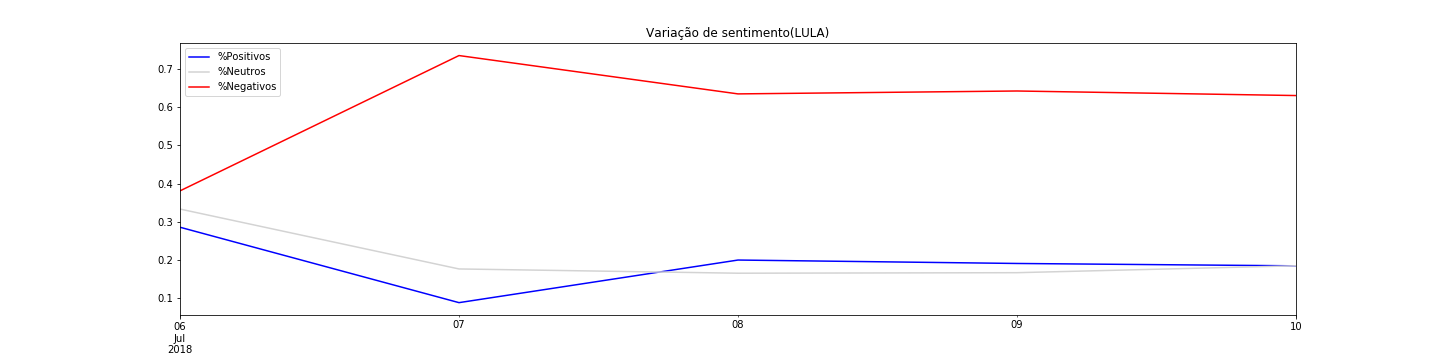 Variação de sentimento(LULA)
%Positivos
%Neutros
%Negativos
0.7
0.6
0.5
0.4
0.3
0.2
0.1
06 07 08 09 10
Jul
2018